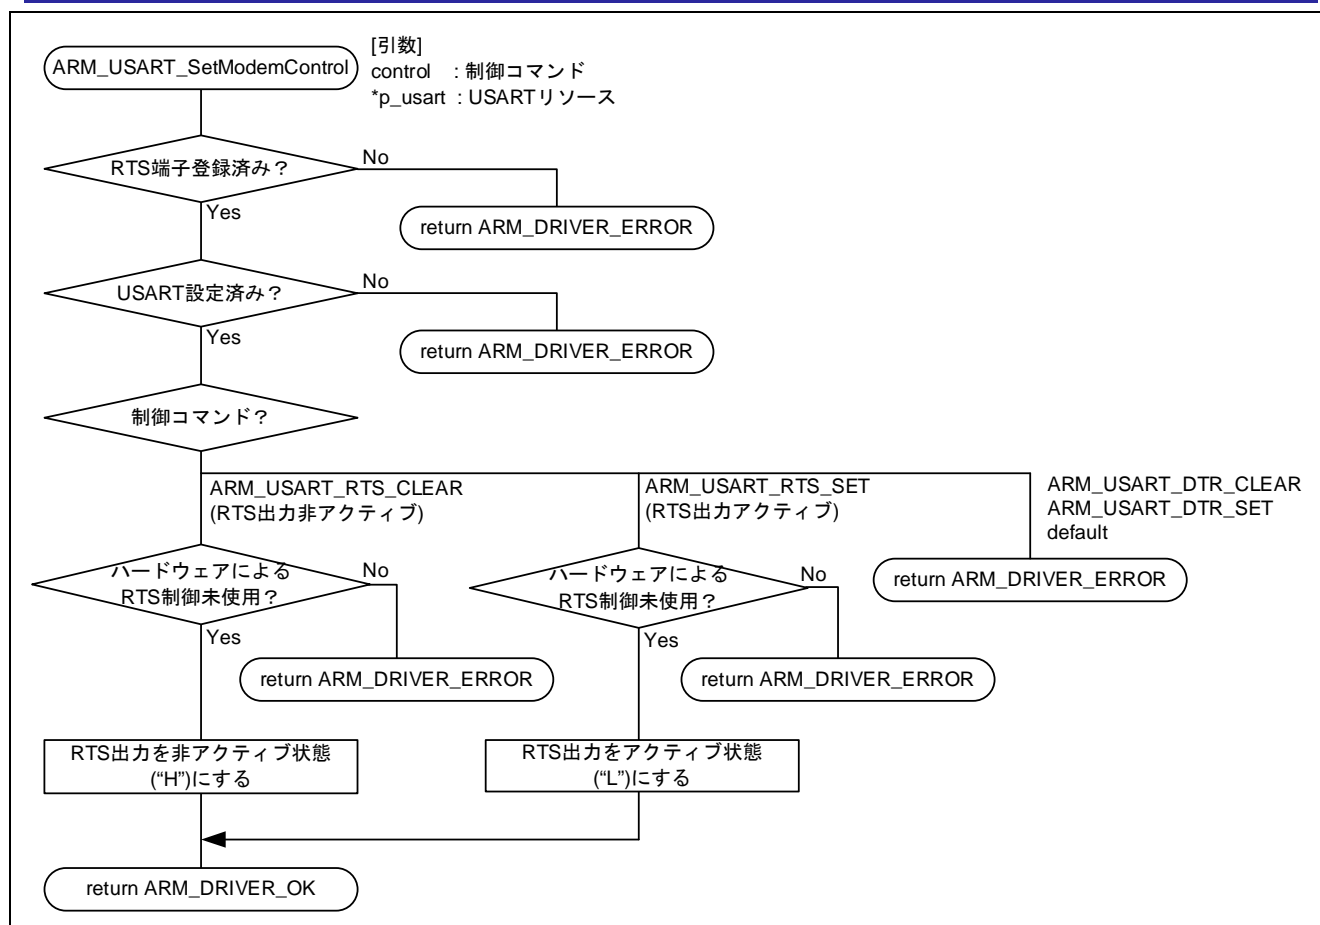 ARM_USART_SetModemControl
[引数]
control : 制御コマンド
*p_usart : USARTリソース
RTS端子登録済み?
No
Yes
return ARM_DRIVER_ERROR
USART設定済み?
No
Yes
return ARM_DRIVER_ERROR
制御コマンド?
ARM_USART_RTS_CLEAR
(RTS出力非アクティブ)
ARM_USART_RTS_SET
(RTS出力アクティブ)
ARM_USART_DTR_CLEAR
ARM_USART_DTR_SET
default
return ARM_DRIVER_ERROR
ハードウェアによる
RTS制御未使用?
No
Yes
return ARM_DRIVER_ERROR
ハードウェアによる
RTS制御未使用?
No
Yes
return ARM_DRIVER_ERROR
RTS出力を非アクティブ状態
(“H”)にする
RTS出力をアクティブ状態
(“L”)にする
return ARM_DRIVER_OK